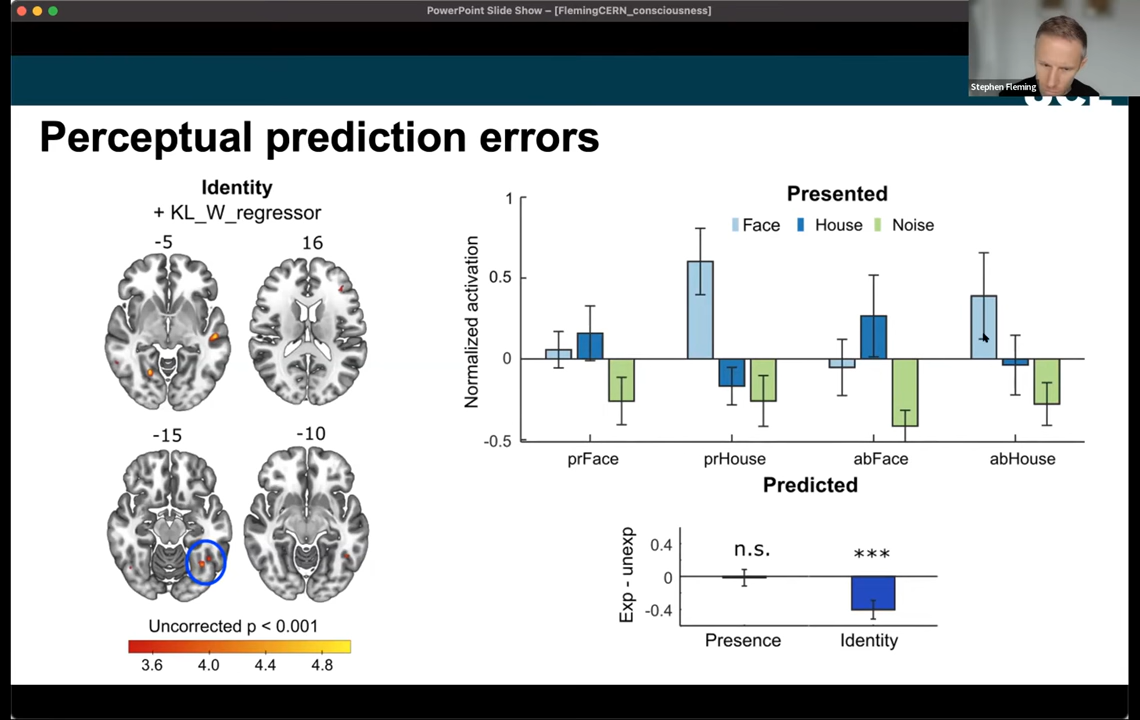 PowerPoint Slide Show – [FlemingCERN_consciousness]
Stephen Fleming
Perceptual prediction errors
Identity
+ KL_W_regressor
-5
16
-15
-10
Uncorrected p < 0.001
3.6 4.0 4.4 4.8
Presented
Face House Noise
Normalized activation
1
0.5
0
-0.5
prFace prHouse abFace abHouse
Predicted
Exp - unexp
0.4
0
-0.4
n.s. ***
Presence Identity